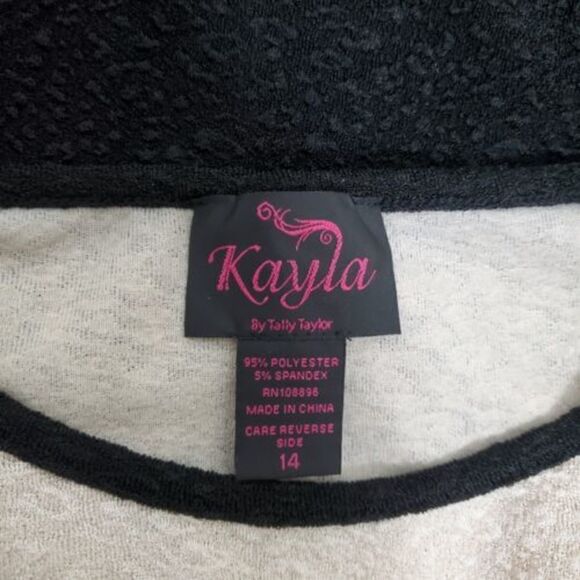 Kayla
By Tally Taylor
95% POLYESTER
5% SPANDEX
RN108896
MADE IN CHINA
CARE REVERSE
SIDE
14